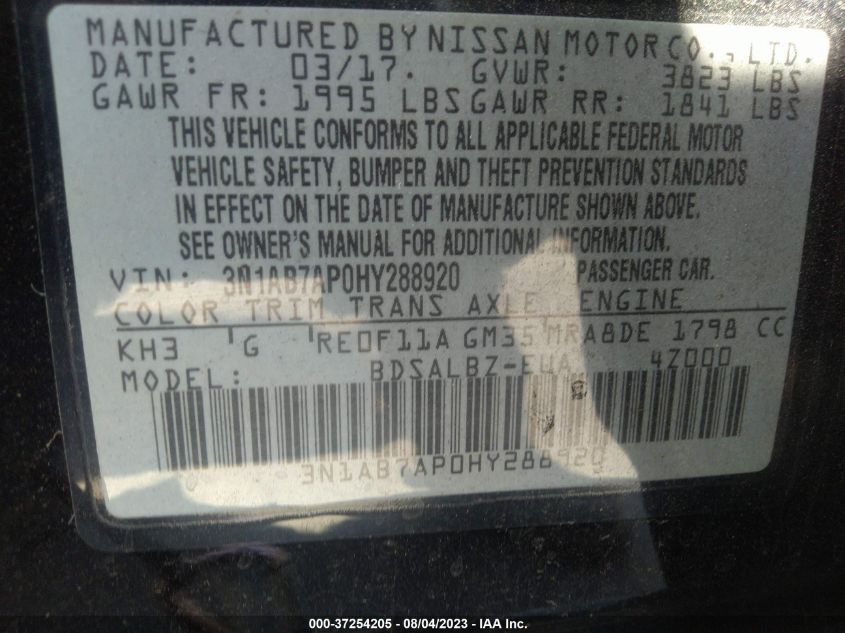 MANUFACTURED BY NISSAN MOTOR CO., LTD.
DATE: 03/17. GVWR: 3823 LBS
GAWR FR: 1995 LBS GAWR RR: 1841 LBS
THIS VEHICLE CONFORMS TO ALL APPLICABLE FEDERAL MOTOR
VEHICLE SAFETY, BUMPER AND THEFT PREVENTION STANDARDS
IN EFFECT ON THE DATE OF MANUFACTURE SHOWN ABOVE.
SEE OWNER'S MANUAL FOR ADDITIONAL INFORMATION.
VIN: 3N1AB7AP0HY288920 PASSENGER CAR.
COLOR TRIM TRANS AXLE ENGINE
KH3 G RE0F11A GM35 MRA8DE 1798 CC
MODEL: BDSALBZ-EUA 4Z000
3N1AB7AP0HY288920
000-37254205 - 08/04/2023 - IAA Inc.